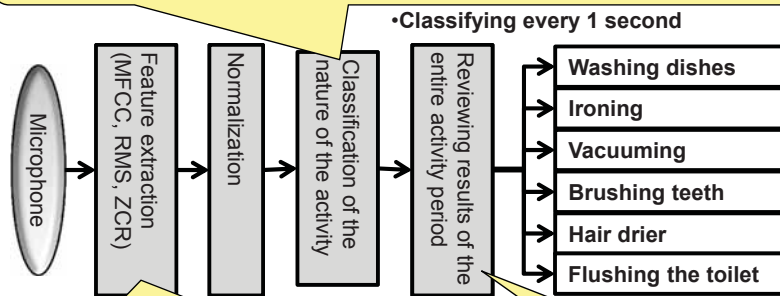 •Classifying every 1 second
Microphone
Feature extraction
(MFCC, RMS, ZCR)
Normalization
Classification of the
nature of the activity
Reviewing results of the
entire activity period
Washing dishes
Ironing
Vacuuming
Brushing teeth
Hair drier
Flushing the toilet